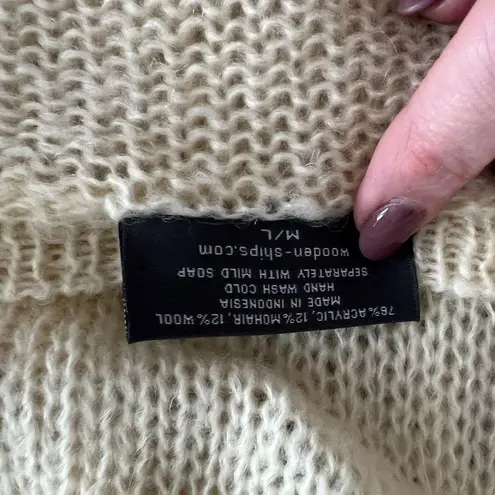 76% ACRYLIC, 12% MOHAIR, 12% WOOL
MADE IN INDONESIA
HAND WASH COLD
SEPARATELY WITH MILD SOAP
wooden-ships.com
M/L